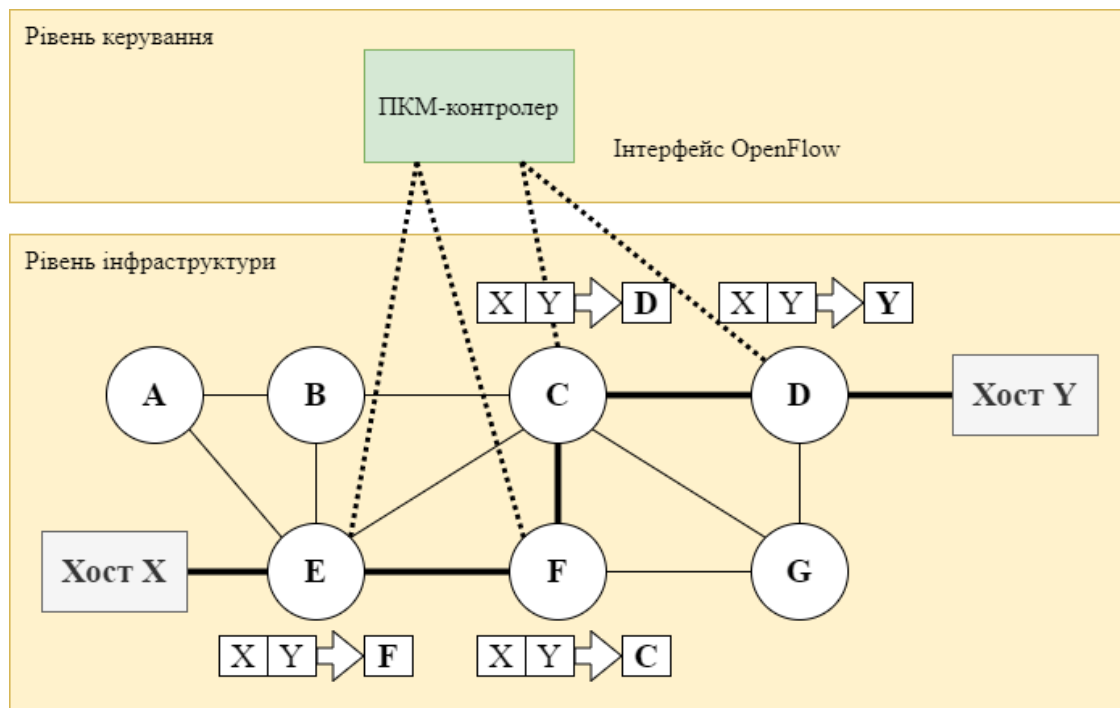 Рівень керування
ПКМ-контролер
Інтерфейс OpenFlow
Рівень інфраструктури
X Y D
X Y Y
A
B
C
D
Хост Y
Хост X
E
F
G
X Y F
X Y C